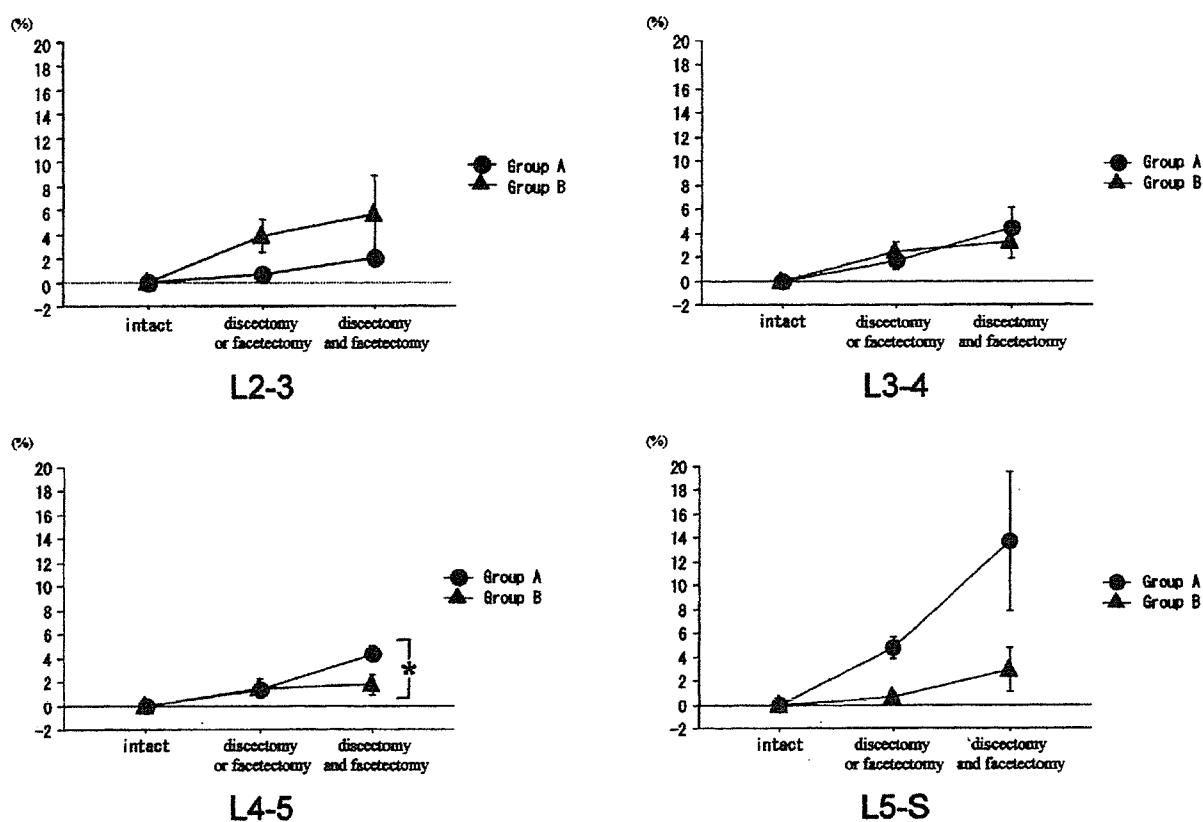 (%)
20
18
16
14
12
10
8
6
4
2
0
-2
Group A
Group B
intact
discectomy
or facetectomy
discectomy
and facetectomy
L2-3
(%)
20
18
16
14
12
10
8
6
4
2
0
-2
Group A
Group B
intact
discectomy
or facetectomy
discectomy
and facetectomy
L3-4
(%)
20
18
16
14
12
10
8
6
4
2
0
-2
Group A
Group B
*
intact
discectomy
or facetectomy
discectomy
and facetectomy
L4-5
(%)
20
18
16
14
12
10
8
6
4
2
0
-2
Group A
Group B
intact
discectomy
or facetectomy
discectomy
and facetectomy
L5-S